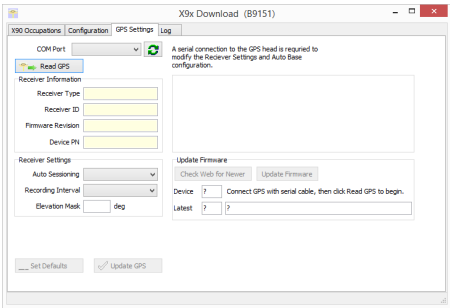 X9x Download (B9151)
X90 Occupations Configuration GPS Settings Log
COM Port
Read GPS
A serial connection to the GPS head is requried to
modify the Reciever Settings and Auto Base
configuration.
Receiver Information
Receiver Type
Receiver ID
Firmware Revision
Device PN
Receiver Settings
Auto Sessioning
Recording Interval
Elevation Mask deg
Update Firmware
Check Web for Newer Update Firmware
Device ? Connect GPS with serial cable, then click Read GPS to begin.
Latest ? ?
Set Defaults Update GPS